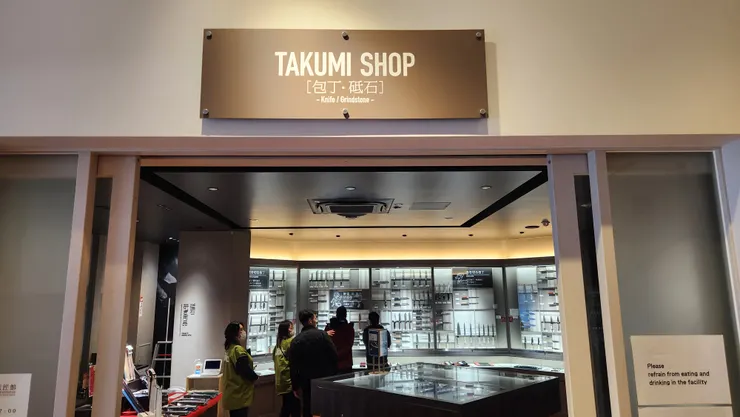 TAKUMI SHOP
[包丁·砥石]
- Knife / Grindstone -
Please
refrain from eating and
drinking in the facility